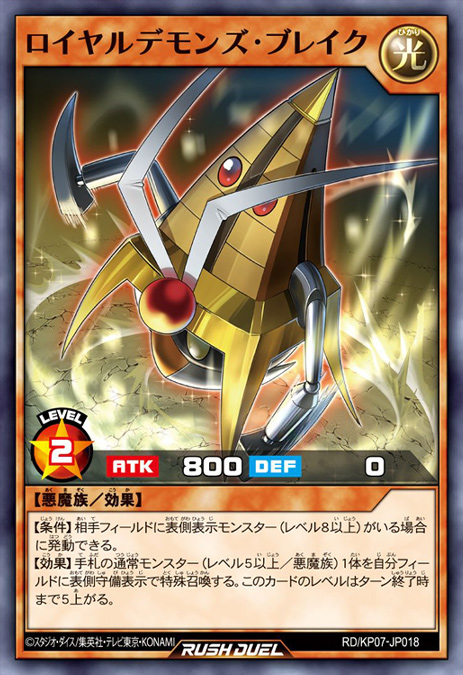 ロイヤルデモンズ・ブレイク
ひかり
光
LEVEL
2
ATK 800 DEF 0
【悪魔族／効果】
【条件】相手フィールドに表側表示モンスター（レベル８以上）がいる場合
に発動できる。
【効果】手札の通常モンスター（レベル５以上／悪魔族）１体を自分フィー
ルドに表側守備表示で特殊召喚する。このカードのレベルはターン終了時
まで５上がる。
©スタジオ・ダイス/集英社・テレビ東京・KONAMI
RUSH DUEL
RD/KP07-JP018